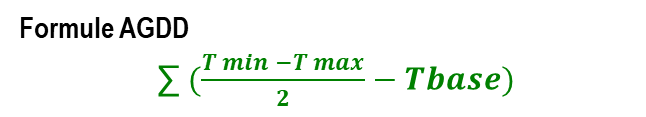 Formule AGDD
∑ (T min −T max / 2 − Tbase)